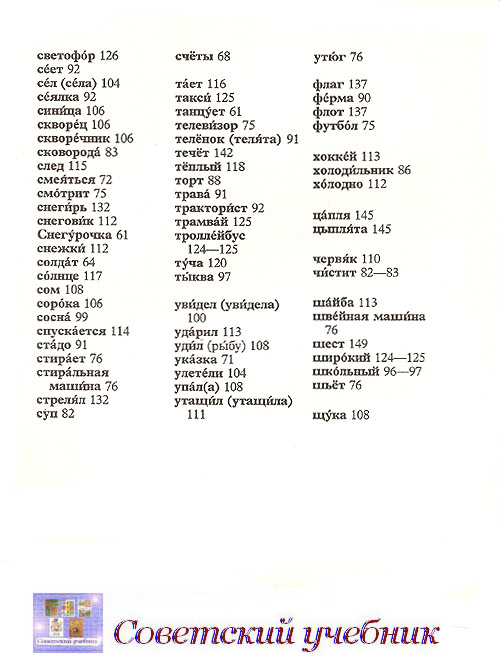 светофо́р 126
се́ет 92
сел (се́ла) 104
се́ялка 92
сини́ца 106
скворе́ц 106
скворе́чник 106
сковорода́ 83
след 115
смея́ться 72
смо́трит 75
снеги́рь 132
снегови́к 112
Снегу́рочка 61
снежки́ 112
солда́т 64
со́лнце 117
сом 108
соро́ка 106
сосна́ 99
спуска́ется 114
ста́до 91
стира́ет 76
стира́льная
маши́на 76
стреля́л 132
суп 82
счёты 68
та́ет 116
такси́ 125
танцу́ет 61
телеви́зор 75
телёнок (теля́та) 91
течёт 142
тёплый 118
торт 88
трава́ 91
трактори́ст 92
трамва́й 125
тролле́йбус
124—125
ту́ча 120
ты́ква 97
уви́дел (уви́дела)
100
уда́рил 113
уди́л (ры́бу) 108
ука́зка 71
улете́ли 104
упа́л(а) 108
утащи́л (утащи́ла)
111
утю́г 76
флаг 137
фе́рма 90
флот 137
футбо́л 75
хокке́й 113
холоди́льник 86
хо́лодно 112
ца́пля 145
цыпля́та 145
червя́к 110
чи́стит 82—83
ша́йба 113
шве́йная маши́на
76
шест 149
широ́кий 124—125
шко́льный 96—97
шьёт 76
щу́ка 108
Советский учебник
Советский учебник